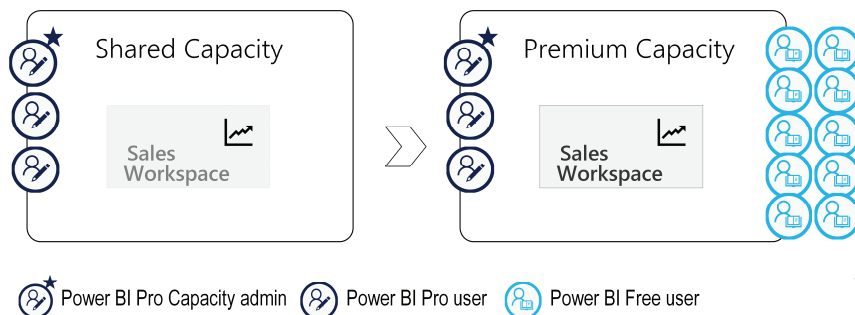 Shared Capacity
Sales
Workspace
Premium Capacity
Sales
Workspace
Power BI Pro Capacity admin
Power BI Pro user
Power BI Free user